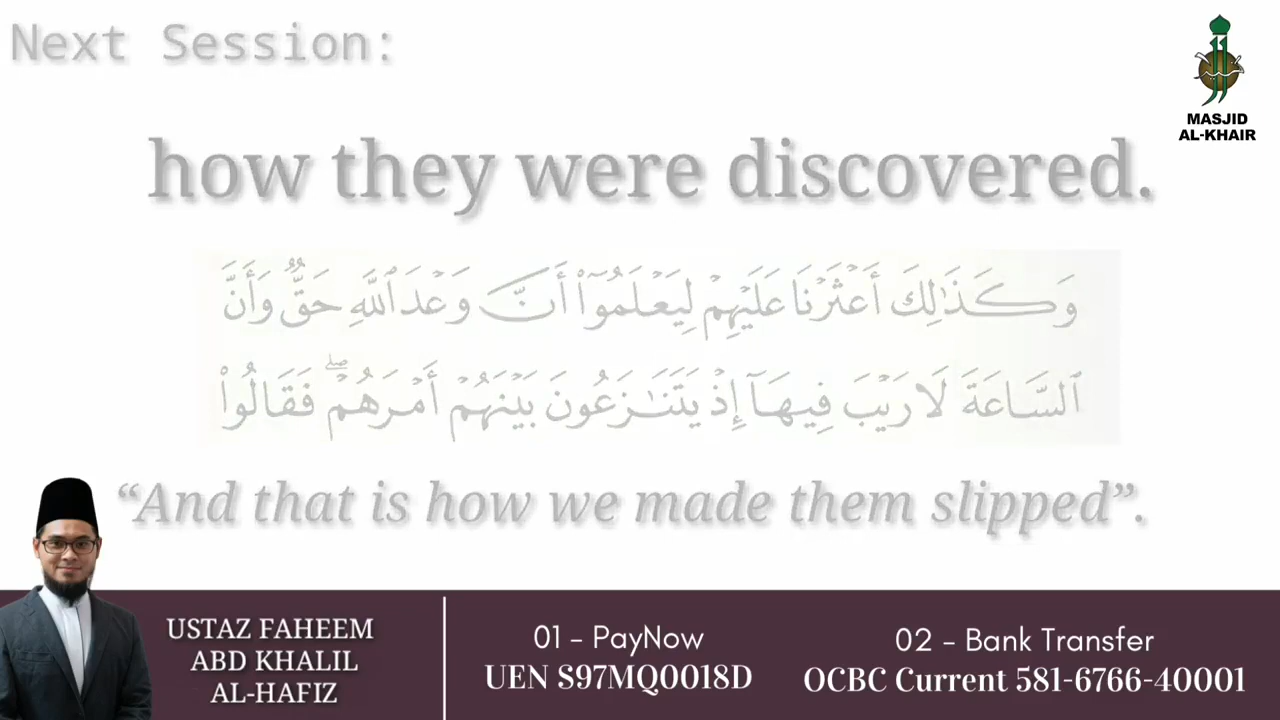 Next Session:
MASJID
AL-KHAIR
how they were discovered.
وَكَذَٰلِكَ أَعْثَرْنَا عَلَيْهِمْ لِيَعْلَمُوٓا۟ أَنَّ وَعْدَ ٱللَّهِ حَقٌّ وَأَنَّ
ٱلسَّاعَةَ لَا رَيْبَ فِيهَآ إِذْ يَتَنَـٰزَعُونَ بَيْنَهُمْ أَمْرَهُمْ ۖ فَقَالُوا۟
“And that is how we made them slipped”.
USTAZ FAHEEM
ABD KHALIL
AL-HAFIZ
01 – PayNow
UEN S97MQ0018D
02 – Bank Transfer
OCBC Current 581-6766-40001